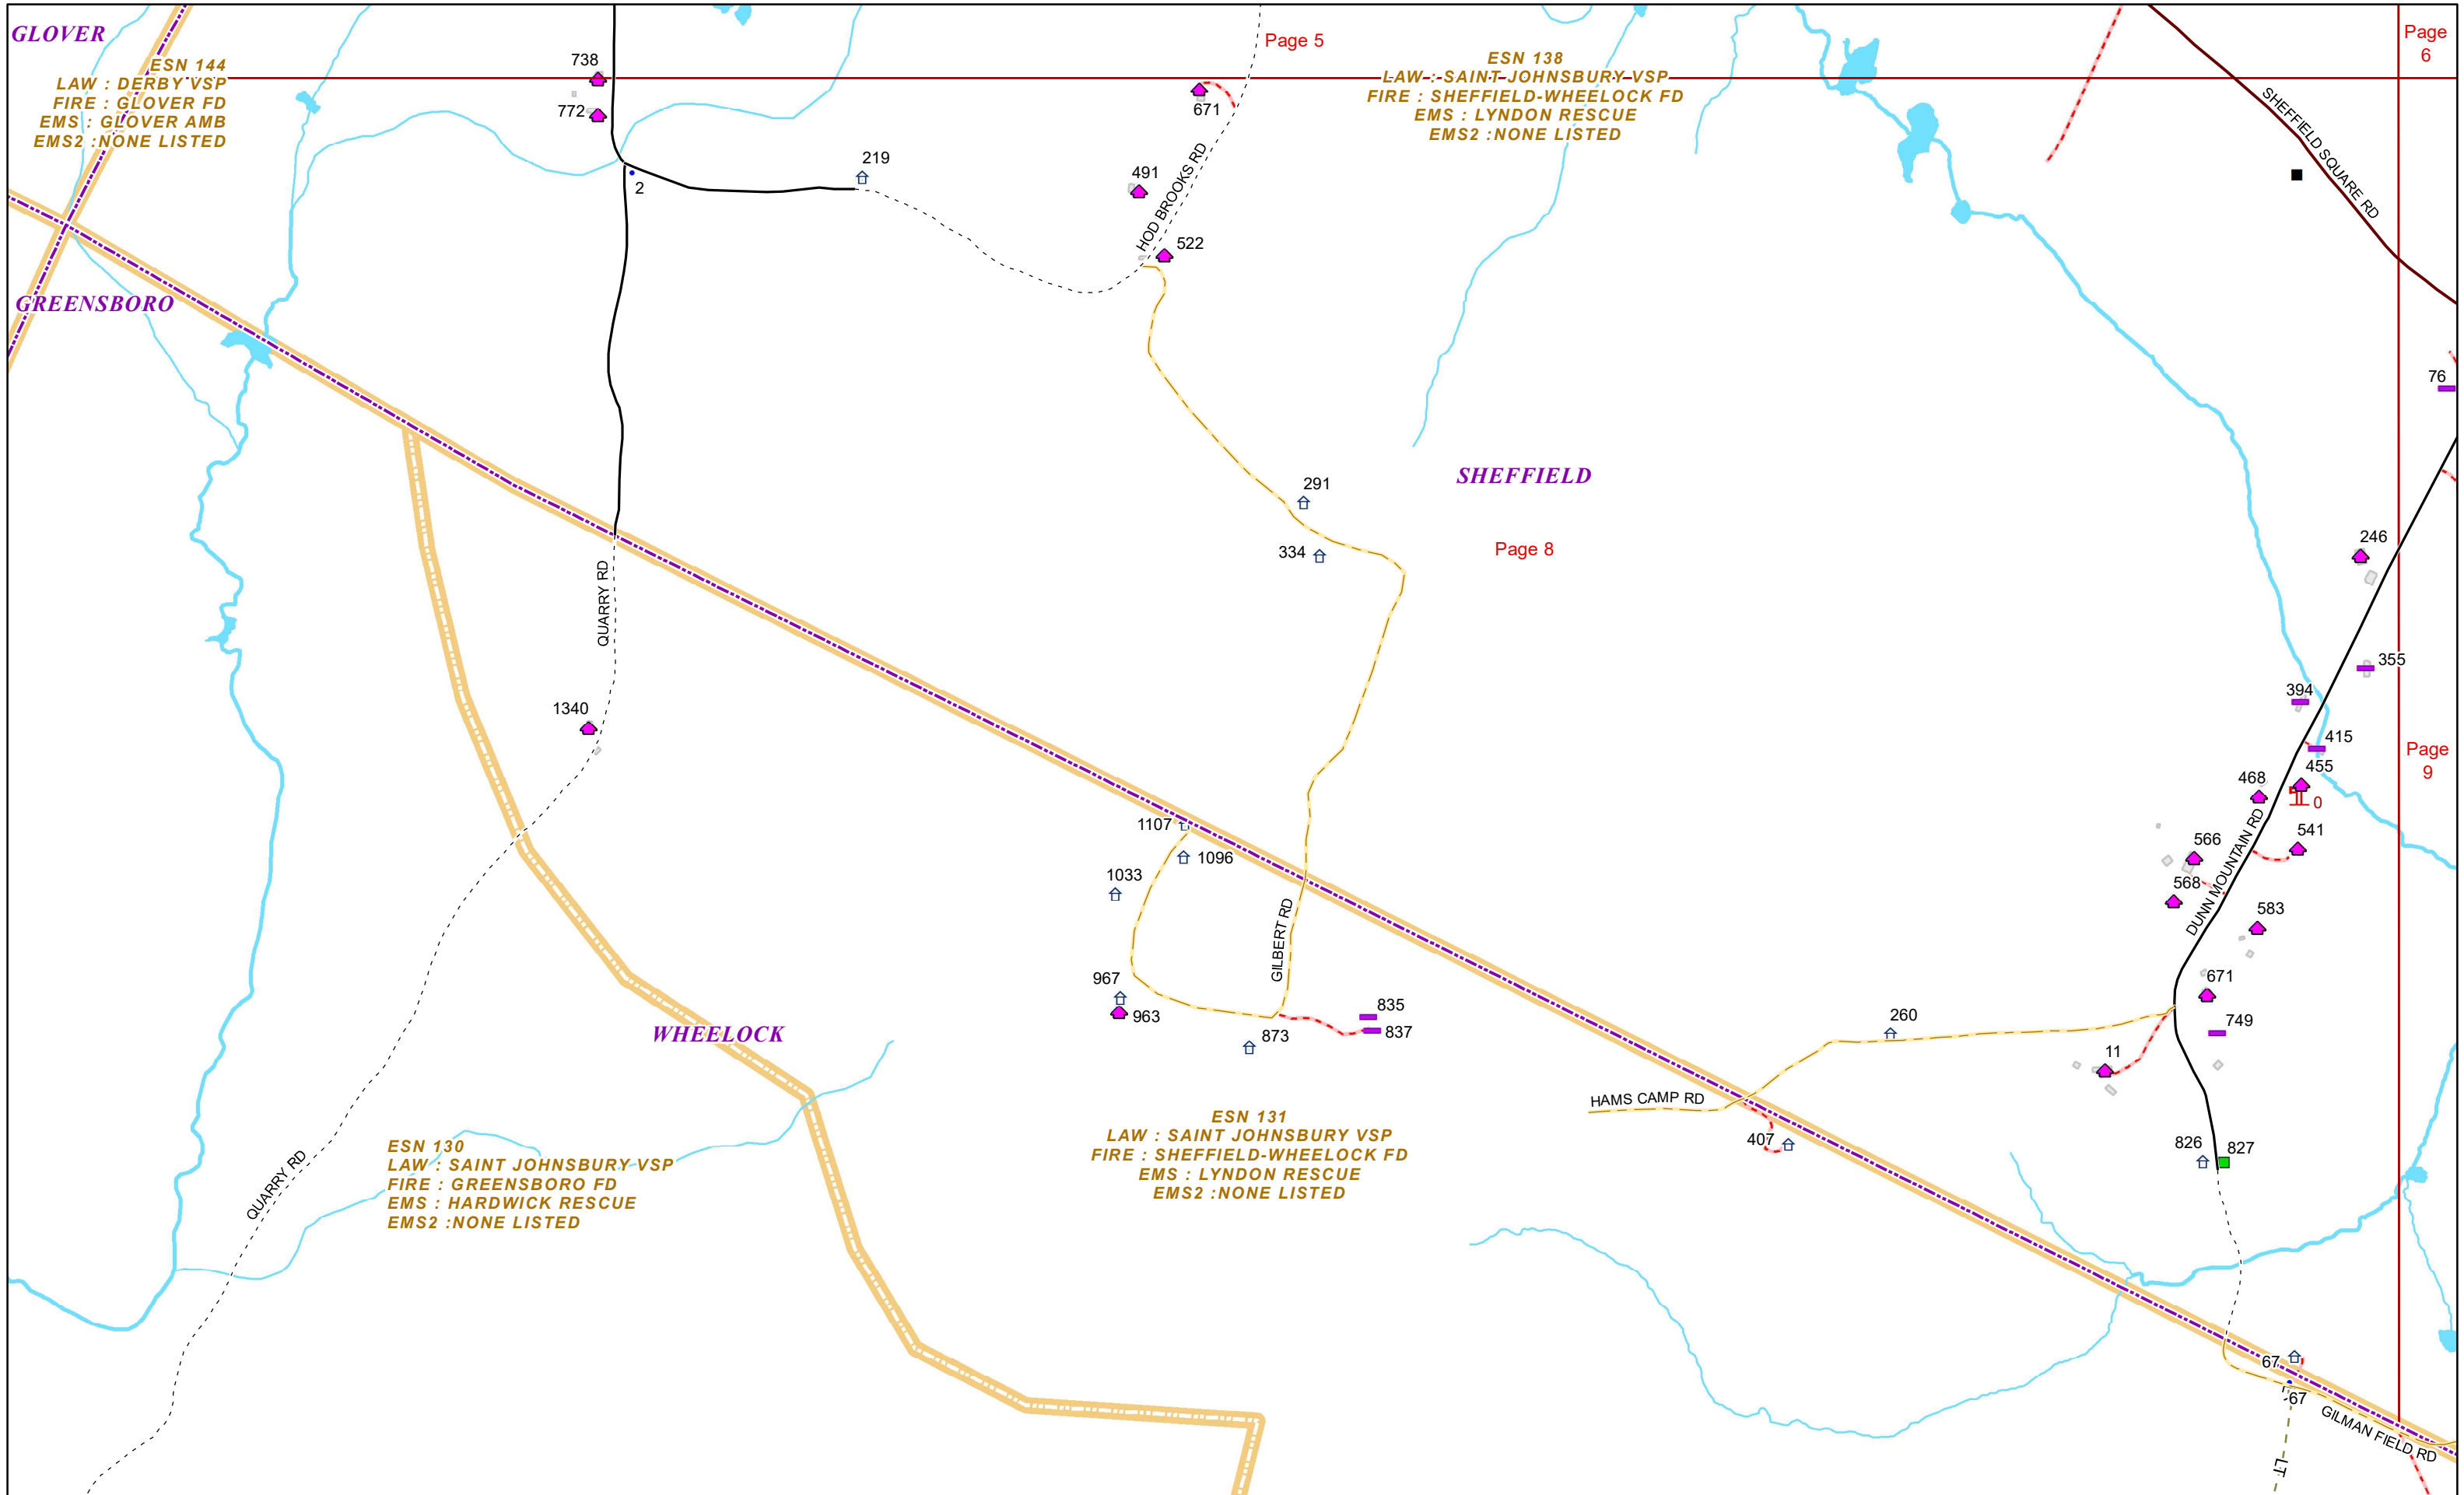 GLOVER
Page 5
Page
6
ESN 144
LAW : DERBY VSP
FIRE : GLOVER FD
EMS : GLOVER AMB
EMS2 :NONE LISTED
ESN 138
LAW : SAINT JOHNSBURY VSP
FIRE : SHEFFIELD-WHEELOCK FD
EMS : LYNDON RESCUE
EMS2 :NONE LISTED
738
772
671
SHEFFIELD SQUARE RD
219
2
491
HOD BROOKS RD
522
GREENSBORO
76
SHEFFIELD
291
334
Page 8
246
QUARRY RD
355
394
1340
415
Page
9
455
468
0
1107
1096
541
566
DUNN MOUNTAIN RD
1033
568
583
GILBERT RD
967
963
671
835
837
873
260
749
WHEELOCK
11
HAMS CAMP RD
407
826
827
ESN 131
LAW : SAINT JOHNSBURY VSP
FIRE : SHEFFIELD-WHEELOCK FD
EMS : LYNDON RESCUE
EMS2 :NONE LISTED
ESN 130
LAW : SAINT JOHNSBURY VSP
FIRE : GREENSBORO FD
EMS : HARDWICK RESCUE
EMS2 :NONE LISTED
QUARRY RD
67
67
GILMAN FIELD RD
LT